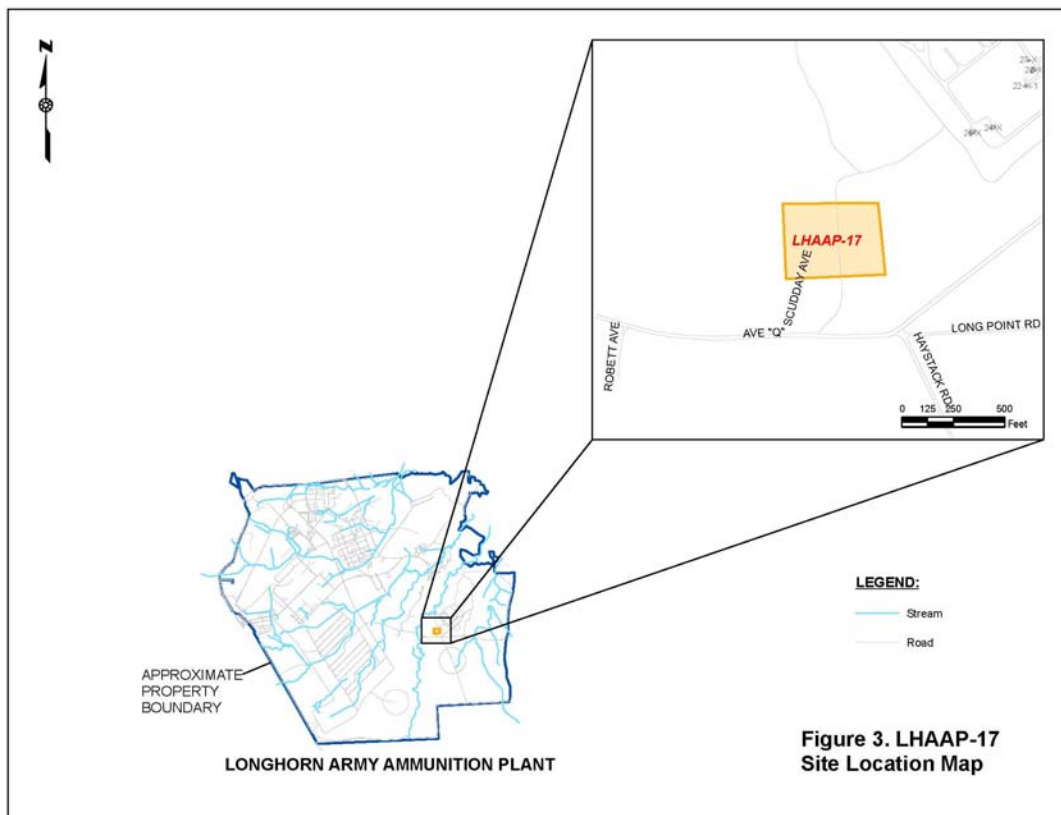 N
LHAAP-17
SCUDDAY AVE
AVE "Q"
ROBETT AVE
LONG POINT RD
HAYSTACK RD
0 125 250 500
Feet
LEGEND:
Stream
Road
APPROXIMATE
PROPERTY
BOUNDARY
LONGHORN ARMY AMMUNITION PLANT
Figure 3. LHAAP-17
Site Location Map